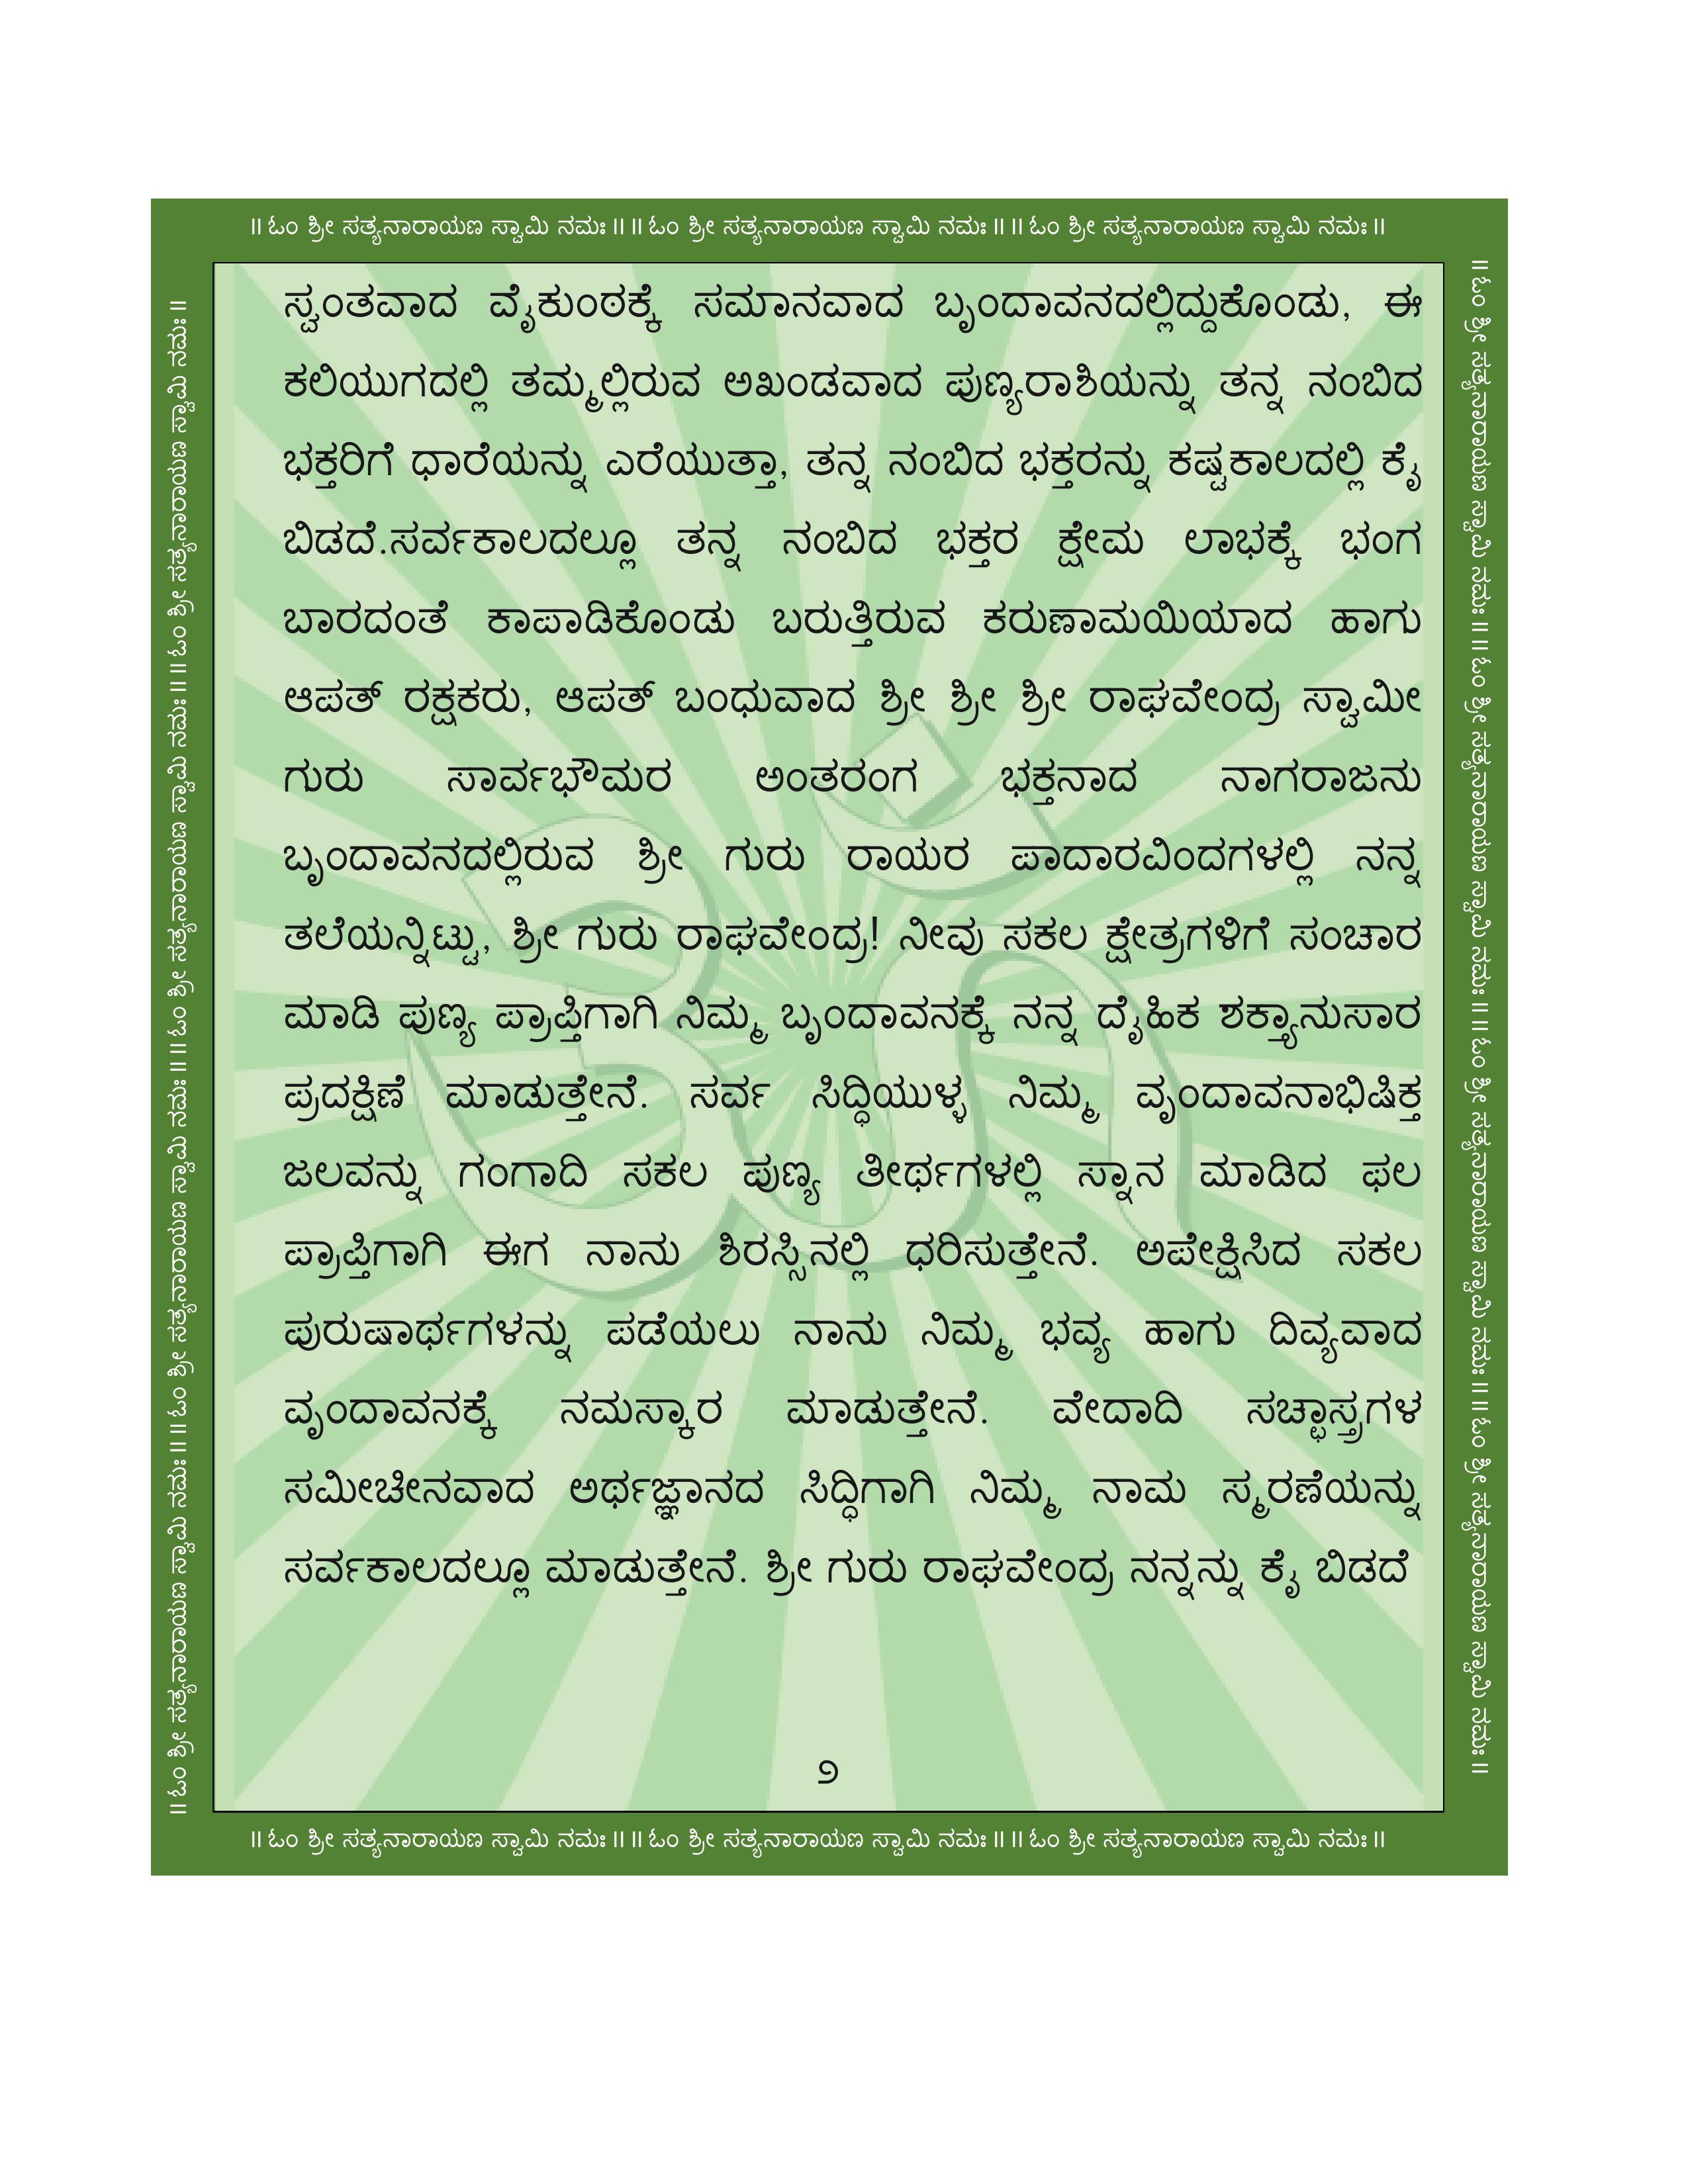 ॥ ಓಂ ಶ್ರೀ ಸತ್ಯನಾರಾಯಣ ಸ್ವಾಮಿ ನಮಃ ॥ ॥ ಓಂ ಶ್ರೀ ಸತ್ಯನಾರಾಯಣ ಸ್ವಾಮಿ ನಮಃ ॥ ॥ ಓಂ ಶ್ರೀ ಸತ್ಯನಾರಾಯಣ ಸ್ವಾಮಿ ನಮಃ ॥
॥ ಓಂ ಶ್ರೀ ಸತ್ಯನಾರಾಯಣ ಸ್ವಾಮಿ ನಮಃ ॥ ॥ ಓಂ ಶ್ರೀ ಸತ್ಯನಾರಾಯಣ ಸ್ವಾಮಿ ನಮಃ ॥ ॥ ಓಂ ಶ್ರೀ ಸತ್ಯನಾರಾಯಣ ಸ್ವಾಮಿ ನಮಃ ॥ ॥ ಓಂ ಶ್ರೀ ಸತ್ಯನಾರಾಯಣ ಸ್ವಾಮಿ ನಮಃ ॥
ಸ್ವಂತವಾದ ವೈಕುಂಠಕ್ಕೆ ಸಮಾನವಾದ ಬೃಂದಾವನದಲ್ಲಿದ್ದುಕೊಂಡು, ಈ
ಕಲಿಯುಗದಲ್ಲಿ ತಮ್ಮಲ್ಲಿರುವ ಅಖಂಡವಾದ ಪುಣ್ಯರಾಶಿಯನ್ನು ತನ್ನ ನಂಬಿದ
ಭಕ್ತರಿಗೆ ಧಾರೆಯನ್ನು ಎರೆಯುತ್ತಾ, ತನ್ನ ನಂಬಿದ ಭಕ್ತರನ್ನು ಕಷ್ಟಕಾಲದಲ್ಲಿ ಕೈ
ಬಿಡದೆ.ಸರ್ವಕಾಲದಲ್ಲೂ ತನ್ನ ನಂಬಿದ ಭಕ್ತರ ಕ್ಷೇಮ ಲಾಭಕ್ಕೆ ಭಂಗ
ಬಾರದಂತೆ ಕಾಪಾಡಿಕೊಂಡು ಬರುತ್ತಿರುವ ಕರುಣಾಮಯಿಯಾದ ಹಾಗು
ಆಪತ್ ರಕ್ಷಕರು, ಆಪತ್ ಬಂಧುವಾದ ಶ್ರೀ ಶ್ರೀ ಶ್ರೀ ರಾಘವೇಂದ್ರ ಸ್ವಾಮೀ
ಗುರು ಸಾರ್ವಭೌಮರ ಅಂತರಂಗ ಭಕ್ತನಾದ ನಾಗರಾಜನು
ಬೃಂದಾವನದಲ್ಲಿರುವ ಶ್ರೀ ಗುರು ರಾಯರ ಪಾದಾರವಿಂದಗಳಲ್ಲಿ ನನ್ನ
ತಲೆಯನ್ನಿಟ್ಟು, ಶ್ರೀ ಗುರು ರಾಘವೇಂದ್ರ! ನೀವು ಸಕಲ ಕ್ಷೇತ್ರಗಳಿಗೆ ಸಂಚಾರ
ಮಾಡಿ ಪುಣ್ಯ ಪ್ರಾಪ್ತಿಗಾಗಿ ನಿಮ್ಮ ಬೃಂದಾವನಕ್ಕೆ ನನ್ನ ದೈಹಿಕ ಶಕ್ತ್ಯಾನುಸಾರ
ಪ್ರದಕ್ಷಿಣೆ ಮಾಡುತ್ತೇನೆ. ಸರ್ವ ಸಿದ್ಧಿಯುಳ್ಳ ನಿಮ್ಮ ವೃಂದಾವನಾಭಿಷಿಕ್ತ
ಜಲವನ್ನು ಗಂಗಾದಿ ಸಕಲ ಪುಣ್ಯ ತೀರ್ಥಗಳಲ್ಲಿ ಸ್ನಾನ ಮಾಡಿದ ಫಲ
ಪ್ರಾಪ್ತಿಗಾಗಿ ಈಗ ನಾನು ಶಿರಸ್ಸಿನಲ್ಲಿ ಧರಿಸುತ್ತೇನೆ. ಅಪೇಕ್ಷಿಸಿದ ಸಕಲ
ಪುರುಷಾರ್ಥಗಳನ್ನು ಪಡೆಯಲು ನಾನು ನಿಮ್ಮ ಭವ್ಯ ಹಾಗು ದಿವ್ಯವಾದ
ವೃಂದಾವನಕ್ಕೆ ನಮಸ್ಕಾರ ಮಾಡುತ್ತೇನೆ. ವೇದಾದಿ ಸಚ್ಛಾಸ್ತ್ರಗಳ
ಸಮೀಚೀನವಾದ ಅರ್ಥಜ್ಞಾನದ ಸಿದ್ಧಿಗಾಗಿ ನಿಮ್ಮ ನಾಮ ಸ್ಮರಣೆಯನ್ನು
ಸರ್ವಕಾಲದಲ್ಲೂ ಮಾಡುತ್ತೇನೆ. ಶ್ರೀ ಗುರು ರಾಘವೇಂದ್ರ ನನ್ನನ್ನು ಕೈ ಬಿಡದೆ
೨
॥ ಓಂ ಶ್ರೀ ಸತ್ಯನಾರಾಯಣ ಸ್ವಾಮಿ ನಮಃ ॥ ॥ ಓಂ ಶ್ರೀ ಸತ್ಯನಾರಾಯಣ ಸ್ವಾಮಿ ನಮಃ ॥ ॥ ಓಂ ಶ್ರೀ ಸತ್ಯನಾರಾಯಣ ಸ್ವಾಮಿ ನಮಃ ॥ ॥ ಓಂ ಶ್ರೀ ಸತ್ಯನಾರಾಯಣ ಸ್ವಾಮಿ ನಮಃ ॥
॥ ಓಂ ಶ್ರೀ ಸತ್ಯನಾರಾಯಣ ಸ್ವಾಮಿ ನಮಃ ॥ ॥ ಓಂ ಶ್ರೀ ಸತ್ಯನಾರಾಯಣ ಸ್ವಾಮಿ ನಮಃ ॥ ॥ ಓಂ ಶ್ರೀ ಸತ್ಯನಾರಾಯಣ ಸ್ವಾಮಿ ನಮಃ ॥